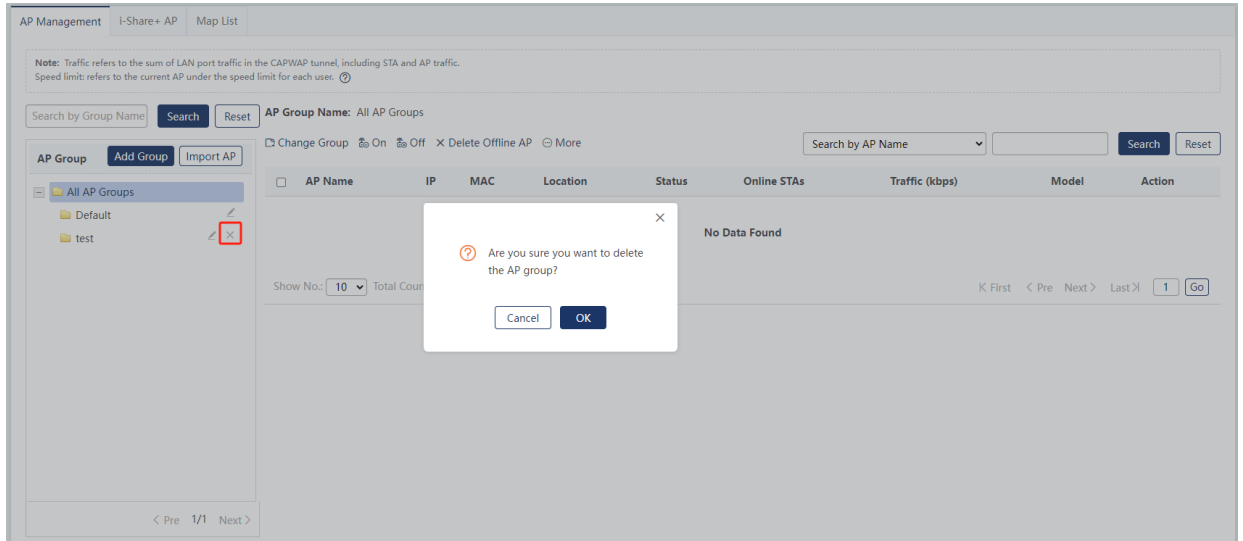 AP Management i-Share+ AP Map List
Note: Traffic refers to the sum of LAN port traffic in the CAPWAP tunnel, including STA and AP traffic.
Speed limit: refers to the current AP under the speed limit for each user.
Search by Group Name Search Reset AP Group Name: All AP Groups
Change Group On Off Delete Offline AP More Search by AP Name Search Reset
AP Group Add Group Import AP
AP Name IP MAC Location Status Online STAs Traffic (kbps) Model Action
All AP Groups
Default
test
No Data Found
Are you sure you want to delete
the AP group?
Show No.: 10 Total Coun First Pre Next Last 1 Go
Cancel OK
Pre 1/1 Next